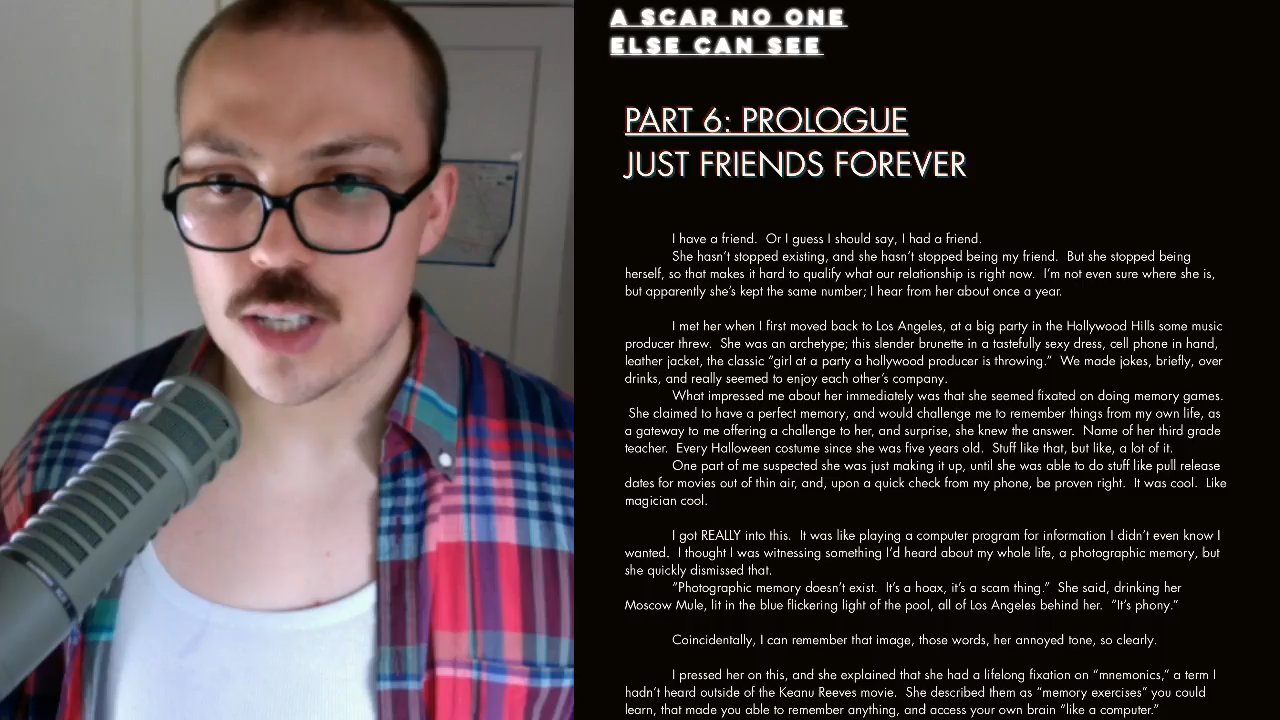 A SCAR NO ONE
ELSE CAN SEE
PART 6: PROLOGUE
JUST FRIENDS FOREVER
I have a friend.  Or I guess I should say, I had a friend.
She hasn't stopped existing, and she hasn't stopped being my friend.  But she stopped being
herself, so that makes it hard to qualify what our relationship is right now.  I'm not even sure where she is,
but apparently she's kept the same number; I hear from her about once a year.
I met her when I first moved back to Los Angeles, at a big party in the Hollywood Hills some music
producer threw.  She was an archetype; this slender brunette in a tastefully sexy dress, cell phone in hand,
leather jacket, the classic "girl at a party a hollywood producer is throwing."  We made jokes, briefly, over
drinks, and really seemed to enjoy each other's company.
What impressed me about her immediately was that she seemed fixated on doing memory games.
She claimed to have a perfect memory, and would challenge me to remember things from my own life, as
a gateway to me offering a challenge to her, and surprise, she knew the answer.  Name of her third grade
teacher.  Every Halloween costume since she was five years old.  Stuff like that, but like, a lot of it.
One part of me suspected she was just making it up, until she was able to do stuff like pull release
dates for movies out of thin air, and, upon a quick check from my phone, be proven right.  It was cool.  Like
magician cool.
I got REALLY into this.  It was like playing a computer program for information I didn't even know I
wanted.  I thought I was witnessing something I'd heard about my whole life, a photographic memory, but
she quickly dismissed that.
"Photographic memory doesn't exist.  It's a hoax, it's a scam thing."  She said, drinking her
Moscow Mule, lit in the blue flickering light of the pool, all of Los Angeles behind her.  "It's phony."
Coincidentally, I can remember that image, those words, her annoyed tone, so clearly.
I pressed her on this, and she explained that she had a lifelong fixation on "mnemonics," a term I
hadn't heard outside of the Keanu Reeves movie.  She described them as "memory exercises" you could
learn, that made you able to remember anything, and access your own brain "like a computer."